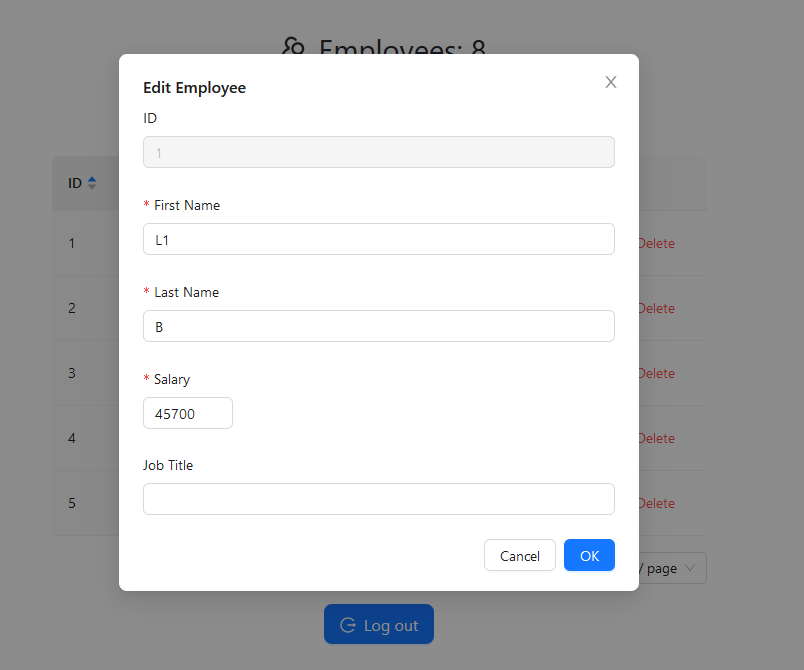 Employees: 8
Edit Employee
ID
1
* First Name
L1
* Last Name
B
* Salary
45700
Job Title
Cancel OK
ID
1 Delete
2 Delete
3 Delete
4 Delete
5 Delete
/ page
Log out